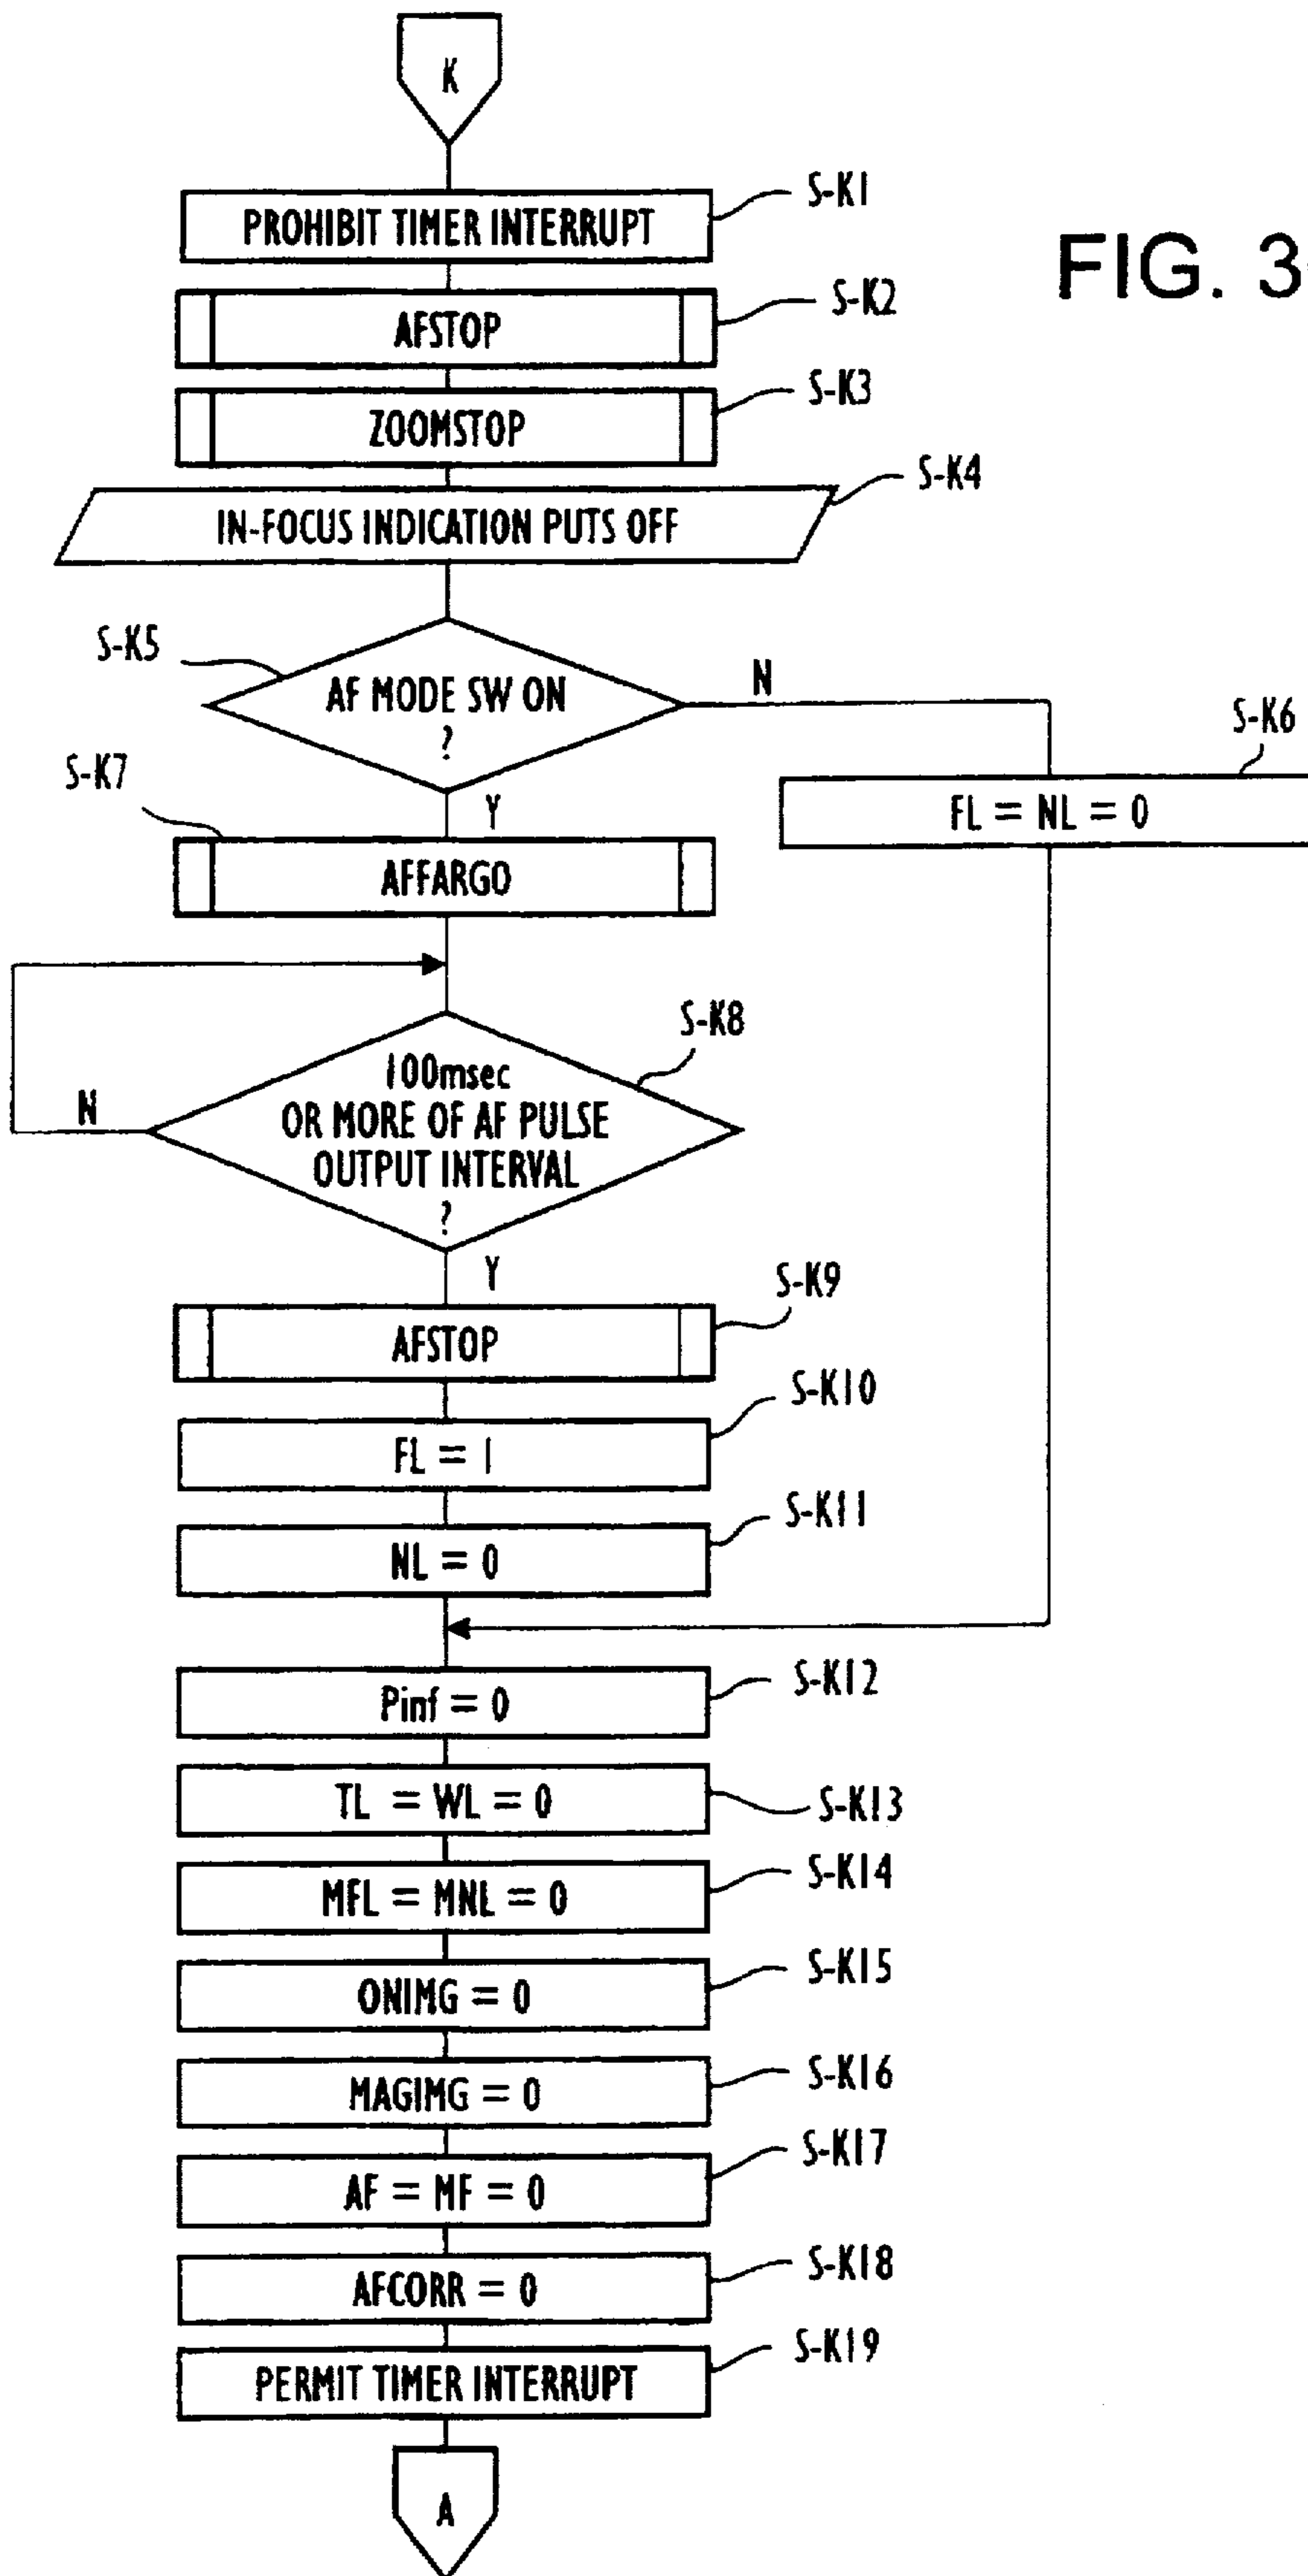 K
S-K1
PROHIBIT TIMER INTERRUPT
FIG. 3
S-K2
AFSTOP
S-K3
ZOOMSTOP
S-K4
IN-FOCUS INDICATION PUTS OFF
S-K5
AF MODE SW ON
?
N
S-K6
FL = NL = 0
S-K7
Y
AFFARGO
S-K8
100msec
OR MORE OF AF PULSE
OUTPUT INTERVAL
?
N
Y
S-K9
AFSTOP
S-K10
FL = 1
S-K11
NL = 0
S-K12
Pinf = 0
S-K13
TL = WL = 0
S-K14
MFL = MNL = 0
S-K15
ONIMG = 0
S-K16
MAGIMG = 0
S-K17
AF = MF = 0
S-K18
AFCORR = 0
S-K19
PERMIT TIMER INTERRUPT
A